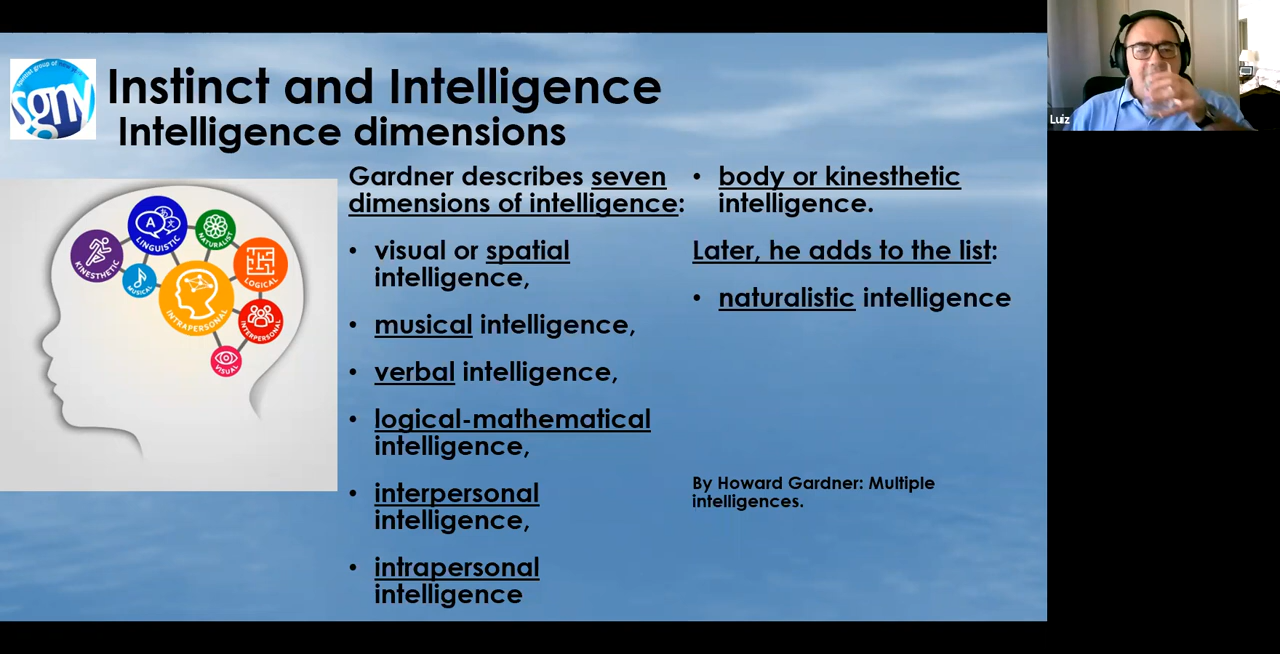 Instinct and Intelligence
Intelligence dimensions
sgny
Gardner describes seven
dimensions of intelligence:
• visual or spatial
intelligence,
• musical intelligence,
• verbal intelligence,
• logical-mathematical
intelligence,
• interpersonal
intelligence,
• intrapersonal
intelligence
• body or kinesthetic
intelligence.
Later, he adds to the list:
• naturalistic intelligence
By Howard Gardner: Multiple
intelligences.
KINESTHETIC
A
LINGUISTIC
NATURALIST
MUSICAL
LOGICAL
INTRAPERSONAL
INTERPERSONAL
VISUAL
Luiz